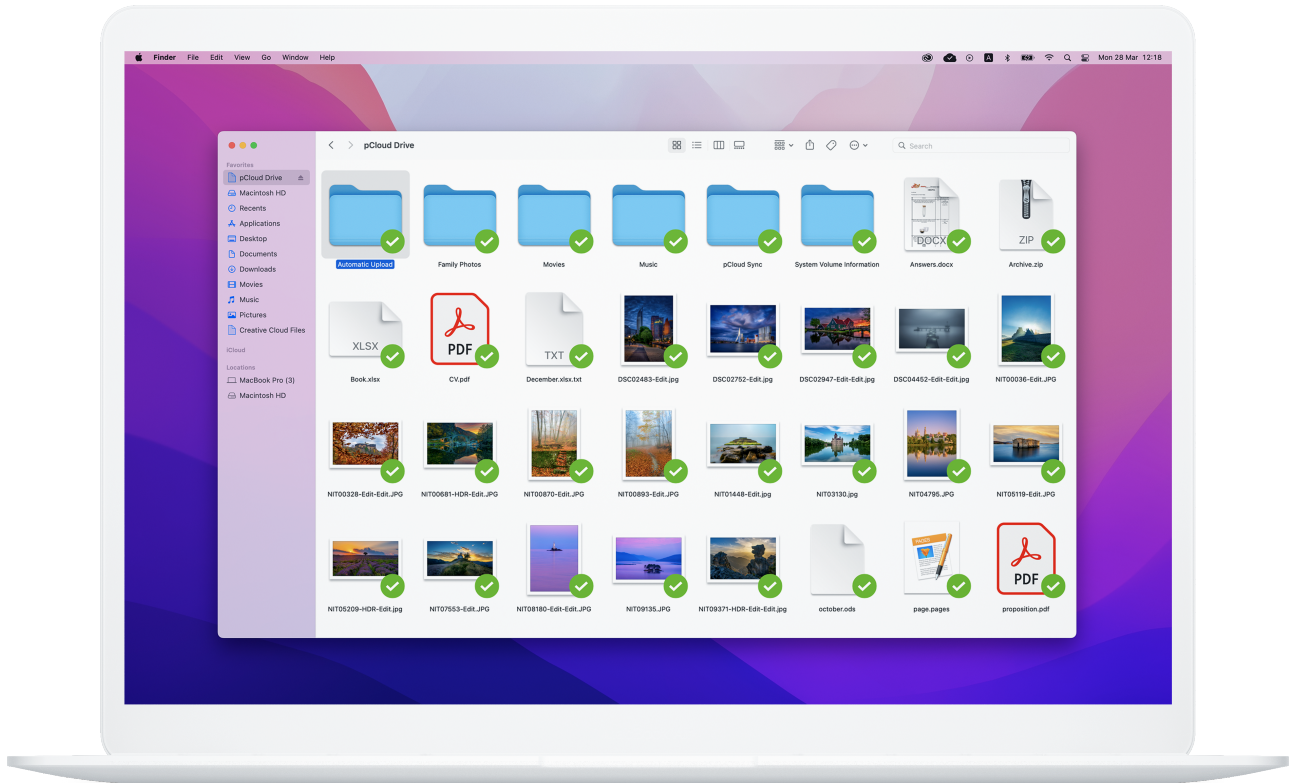 Finder File Edit View Go Window Help
A
Mon 28 Mar 12:18
pCloud Drive
Search
Favorites
pCloud Drive
Macintosh HD
Recents
Applications
Desktop
Documents
Downloads
Movies
Music
Pictures
Creative Cloud Files
iCloud
Locations
MacBook Pro (3)
Macintosh HD
DOCX
ZIP
Automatic Upload
Family Photos
Movies
Music
pCloud Sync
System Volume Information
Answers.docx
Archive.zip
XLSX
PDF
TXT
Book.xlsx
CV.pdf
December.xlsx.txt
DSC02483-Edit.jpg
DSC02752-Edit.jpg
DSC02947-Edit-Edit.jpg
DSC04452-Edit-Edit.jpg
NIT00036-Edit.JPG
NIT00328-Edit-Edit.JPG
NIT00681-HDR-Edit.JPG
NIT00870-Edit.JPG
NIT00893-Edit.JPG
NIT01448-Edit.jpg
NIT03130.jpg
NIT04795.JPG
NIT05119-Edit.JPG
PAGES
PDF
NIT05209-HDR-Edit.jpg
NIT07553-Edit.JPG
NIT08180-Edit-Edit.JPG
NIT09135.JPG
NIT09371-HDR-Edit-Edit.jpg
october.ods
page.pages
proposition.pdf